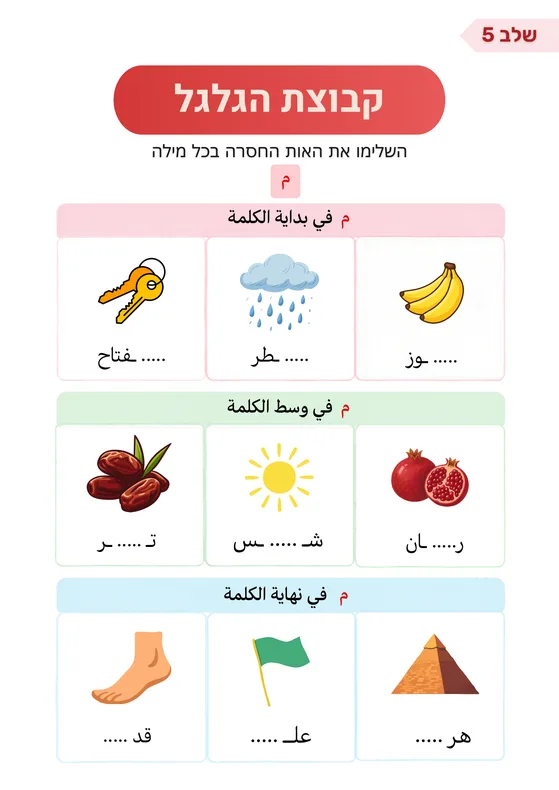 שלב 5
קבוצת הגלגל
השלימו את האות החסרה בכל מילה
م
م في بداية الكلمة
..... ـوز
..... ـطر
..... ـفتاح
م في وسط الكلمة
ر..... ـان
شـ ..... ـس
تـ ..... ـر
م في نهاية الكلمة
هر .....
علـ .....
قد .....